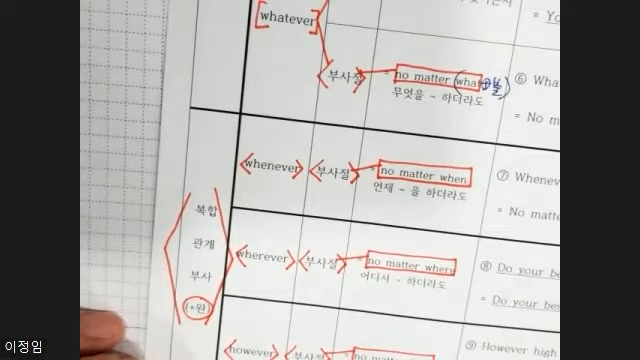 whatever
= Yo
부사절 = no matter what +불 ⑥ Wha
무엇을 ~ 하더라도 = No m
whenever 부사절 = no matter when ⑦ Whenev
언제 ~ 을 하더라도 = No matte
복합
관계
부사
(+완)
wherever 부사절 = no matter where ⑧ Do your be
어디서 ~ 하더라도 = Do your bes
however 부사절 ⑨ However high
이정임